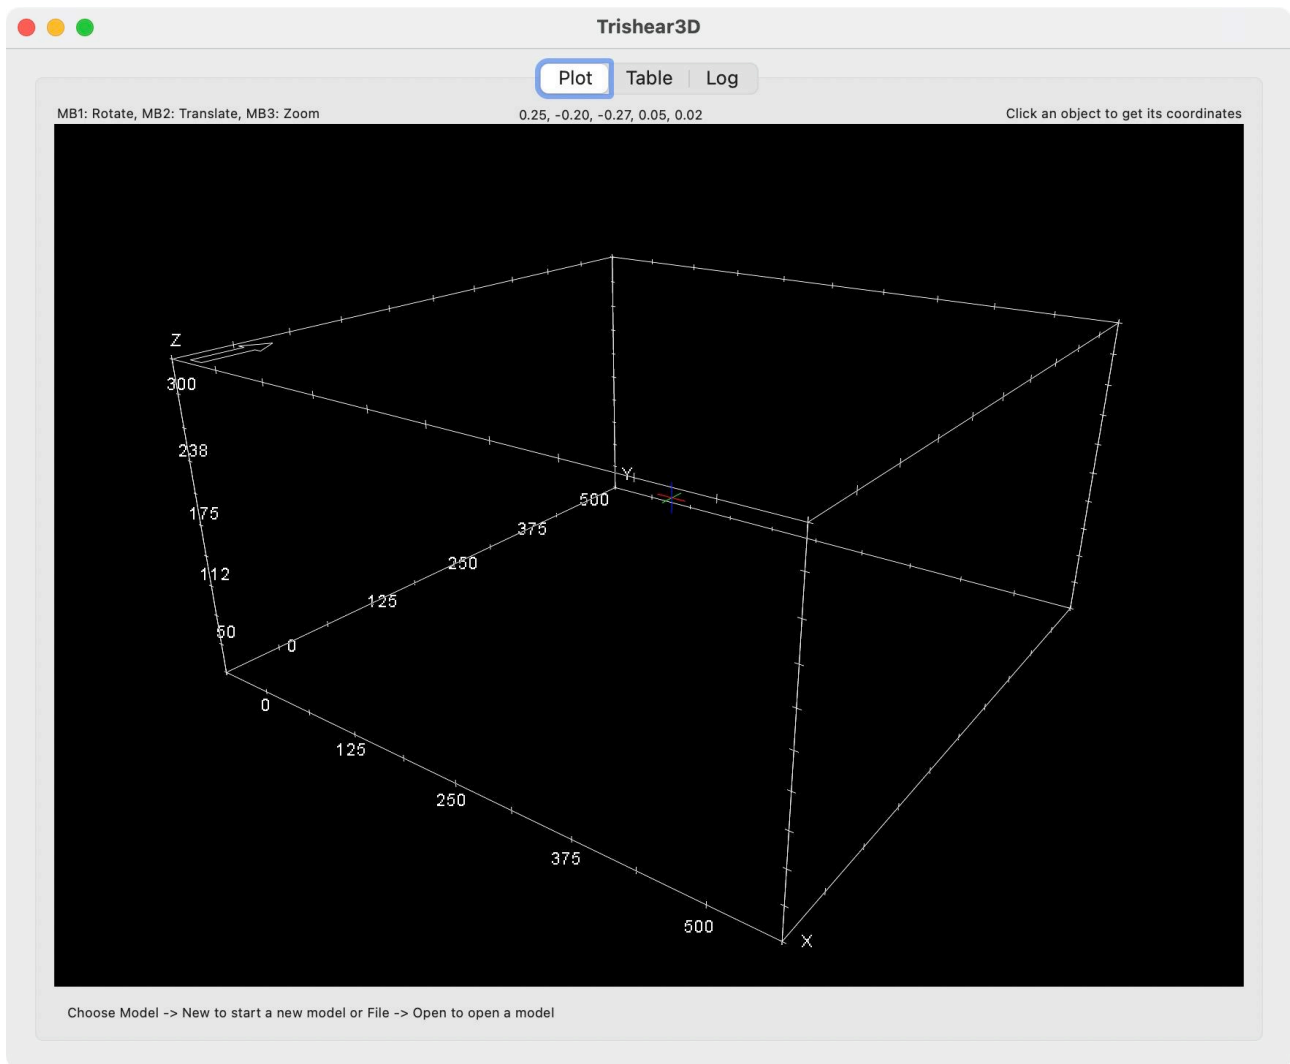 Trishear3D
Plot Table Log
MB1: Rotate, MB2: Translate, MB3: Zoom
0.25, -0.20, -0.27, 0.05, 0.02
Click an object to get its coordinates
Z
300
238
175
112
50
Y
500
375
250
125
0
0
125
250
375
500
X
Choose Model -> New to start a new model or File -> Open to open a model